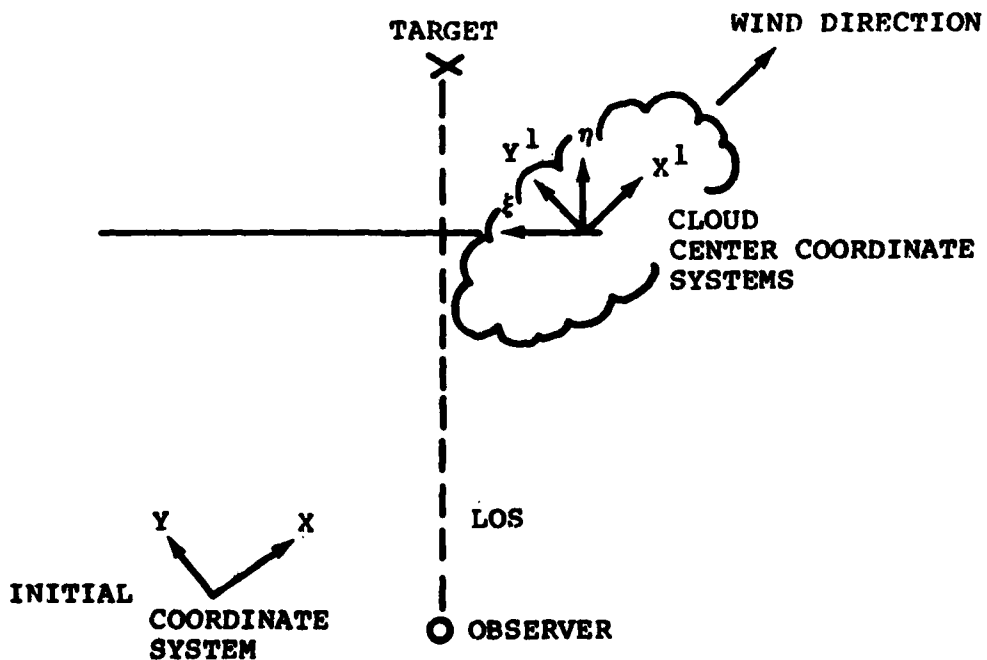 WIND DIRECTION
TARGET
Y1
η
X1
ξ
CLOUD
CENTER COORDINATE
SYSTEMS
LOS
Y
X
INITIAL
COORDINATE
SYSTEM
OBSERVER